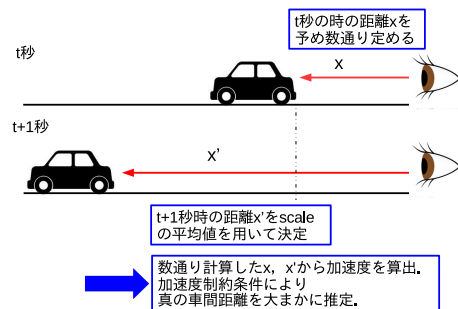 t秒の時の距離xを
予め数通り定める
t秒
x
t+1秒
x'
t+1秒時の距離x'をscale
の平均値を用いて決定
数通り計算したx，x'から加速度を算出．
加速度制約条件により
真の車間距離を大まかに推定．